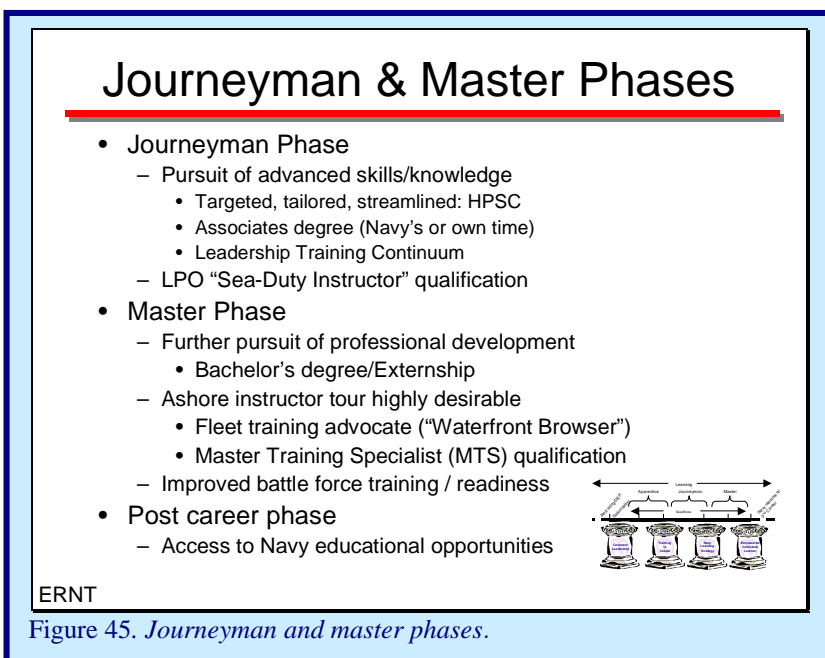 Journeyman & Master Phases
• Journeyman Phase
– Pursuit of advanced skills/knowledge
• Targeted, tailored, streamlined: HPSC
• Associates degree (Navy's or own time)
• Leadership Training Continuum
– LPO "Sea-Duty Instructor" qualification
• Master Phase
– Further pursuit of professional development
• Bachelor's degree/Externship
– Ashore instructor tour highly desirable
• Fleet training advocate ("Waterfront Browser")
• Master Training Specialist (MTS) qualification
– Improved battle force training / readiness
• Post career phase
– Access to Navy educational opportunities
Learning
Apprentice Journeyman Master
ERNT
Figure 45. Journeyman and master phases.